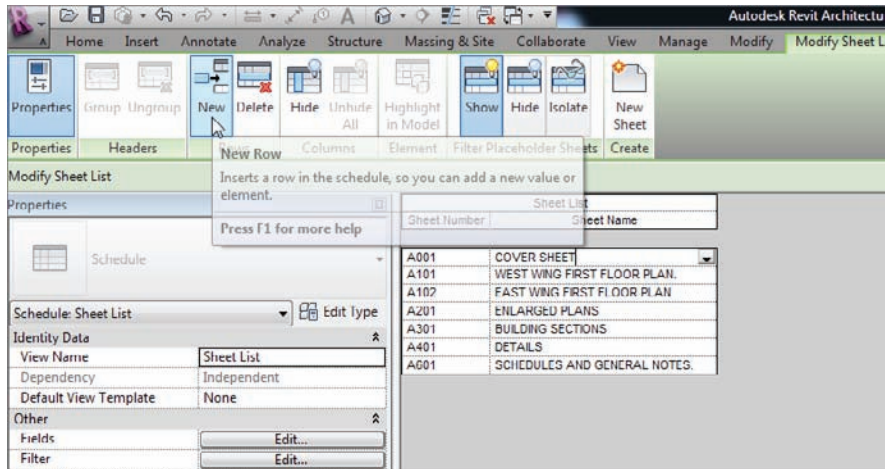 Autodesk Revit Architectu
A
Home Insert Annotate Analyze Structure Massing & Site Collaborate View Manage Modify Modify Sheet L
Properties Group Ungroup New Delete Hide Unhide All Highlight in Model Show Hide Isolate New Sheet
Properties Headers Rows Columns Element Filter Placeholder Sheets Create
New Row
Inserts a row in the schedule, so you can add a new value or
element.
Press F1 for more help
Modify Sheet List
Properties
Schedule
Schedule: Sheet List Edit Type
Identity Data
View Name Sheet List
Dependency Independent
Default View Template None
Other
Fields Edit...
Filter Edit...
Sheet List
Sheet Number Sheet Name
A001 COVER SHEET
A101 WEST WING FIRST FLOOR PLAN.
A102 EAST WING FIRST FLOOR PLAN
A201 ENLARGED PLANS
A301 BUILDING SECTIONS
A401 DETAILS
A601 SCHEDULES AND GENERAL NOTES.